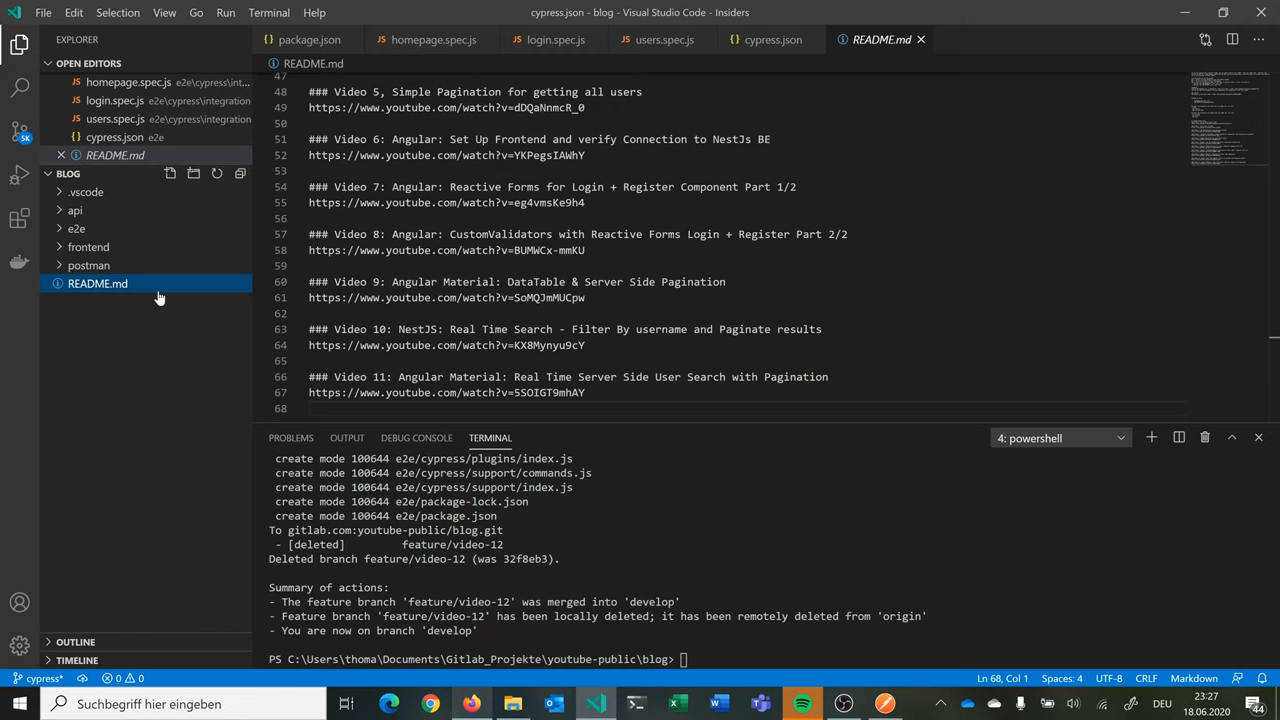 File Edit Selection View Go Run Terminal Help
cypress.json - blog - Visual Studio Code - Insiders
EXPLORER
package.json
homepage.spec.js
login.spec.js
users.spec.js
cypress.json
README.md
OPEN EDITORS
homepage.spec.js e2e\cypress\int...
login.spec.js e2e\cypress\integration
users.spec.js e2e\cypress\integration
cypress.json e2e
README.md
BLOG
.vscode
api
e2e
frontend
postman
README.md
OUTLINE
TIMELINE
5K
README.md
47
48 ### Video 5, Simple Pagination for getting all users
49 https://www.youtube.com/watch?v=dDQaNnmcR_0
50
51 ### Video 6: Angular: Set Up Frontend and verify Connection to NestJs BE
52 https://www.youtube.com/watch?v=YKPugsIAWhY
53
54 ### Video 7: Angular: Reactive Forms for Login + Register Component Part 1/2
55 https://www.youtube.com/watch?v=eg4vmsKe9h4
56
57 ### Video 8: Angular: CustomValidators with Reactive Forms Login + Register Part 2/2
58 https://www.youtube.com/watch?v=BUMWCx-mmKU
59
60 ### Video 9: Angular Material: DataTable & Server Side Pagination
61 https://www.youtube.com/watch?v=SoMQJmMUCpw
62
63 ### Video 10: NestJS: Real Time Search - Filter By username and Paginate results
64 https://www.youtube.com/watch?v=KX8Mynyu9cY
65
66 ### Video 11: Angular Material: Real Time Server Side User Search with Pagination
67 https://www.youtube.com/watch?v=5SOIGT9mhAY
68
PROBLEMS OUTPUT DEBUG CONSOLE TERMINAL
4: powershell
create mode 100644 e2e/cypress/plugins/index.js
create mode 100644 e2e/cypress/support/commands.js
create mode 100644 e2e/cypress/support/index.js
create mode 100644 e2e/package-lock.json
create mode 100644 e2e/package.json
To gitlab.com:youtube-public/blog.git
- [deleted] feature/video-12
Deleted branch feature/video-12 (was 32f8eb3).
Summary of actions:
- The feature branch 'feature/video-12' was merged into 'develop'
- Feature branch 'feature/video-12' has been locally deleted; it has been remotely deleted from 'origin'
- You are now on branch 'develop'
PS C:\Users\thoma\Documents\Gitlab_Projekte\youtube-public\blog>
cypress* 0 0
Ln 68, Col 1 Spaces: 4 UTF-8 CRLF Markdown
Suchbegriff hier eingeben
DEU
23:27
18.06.2020
44